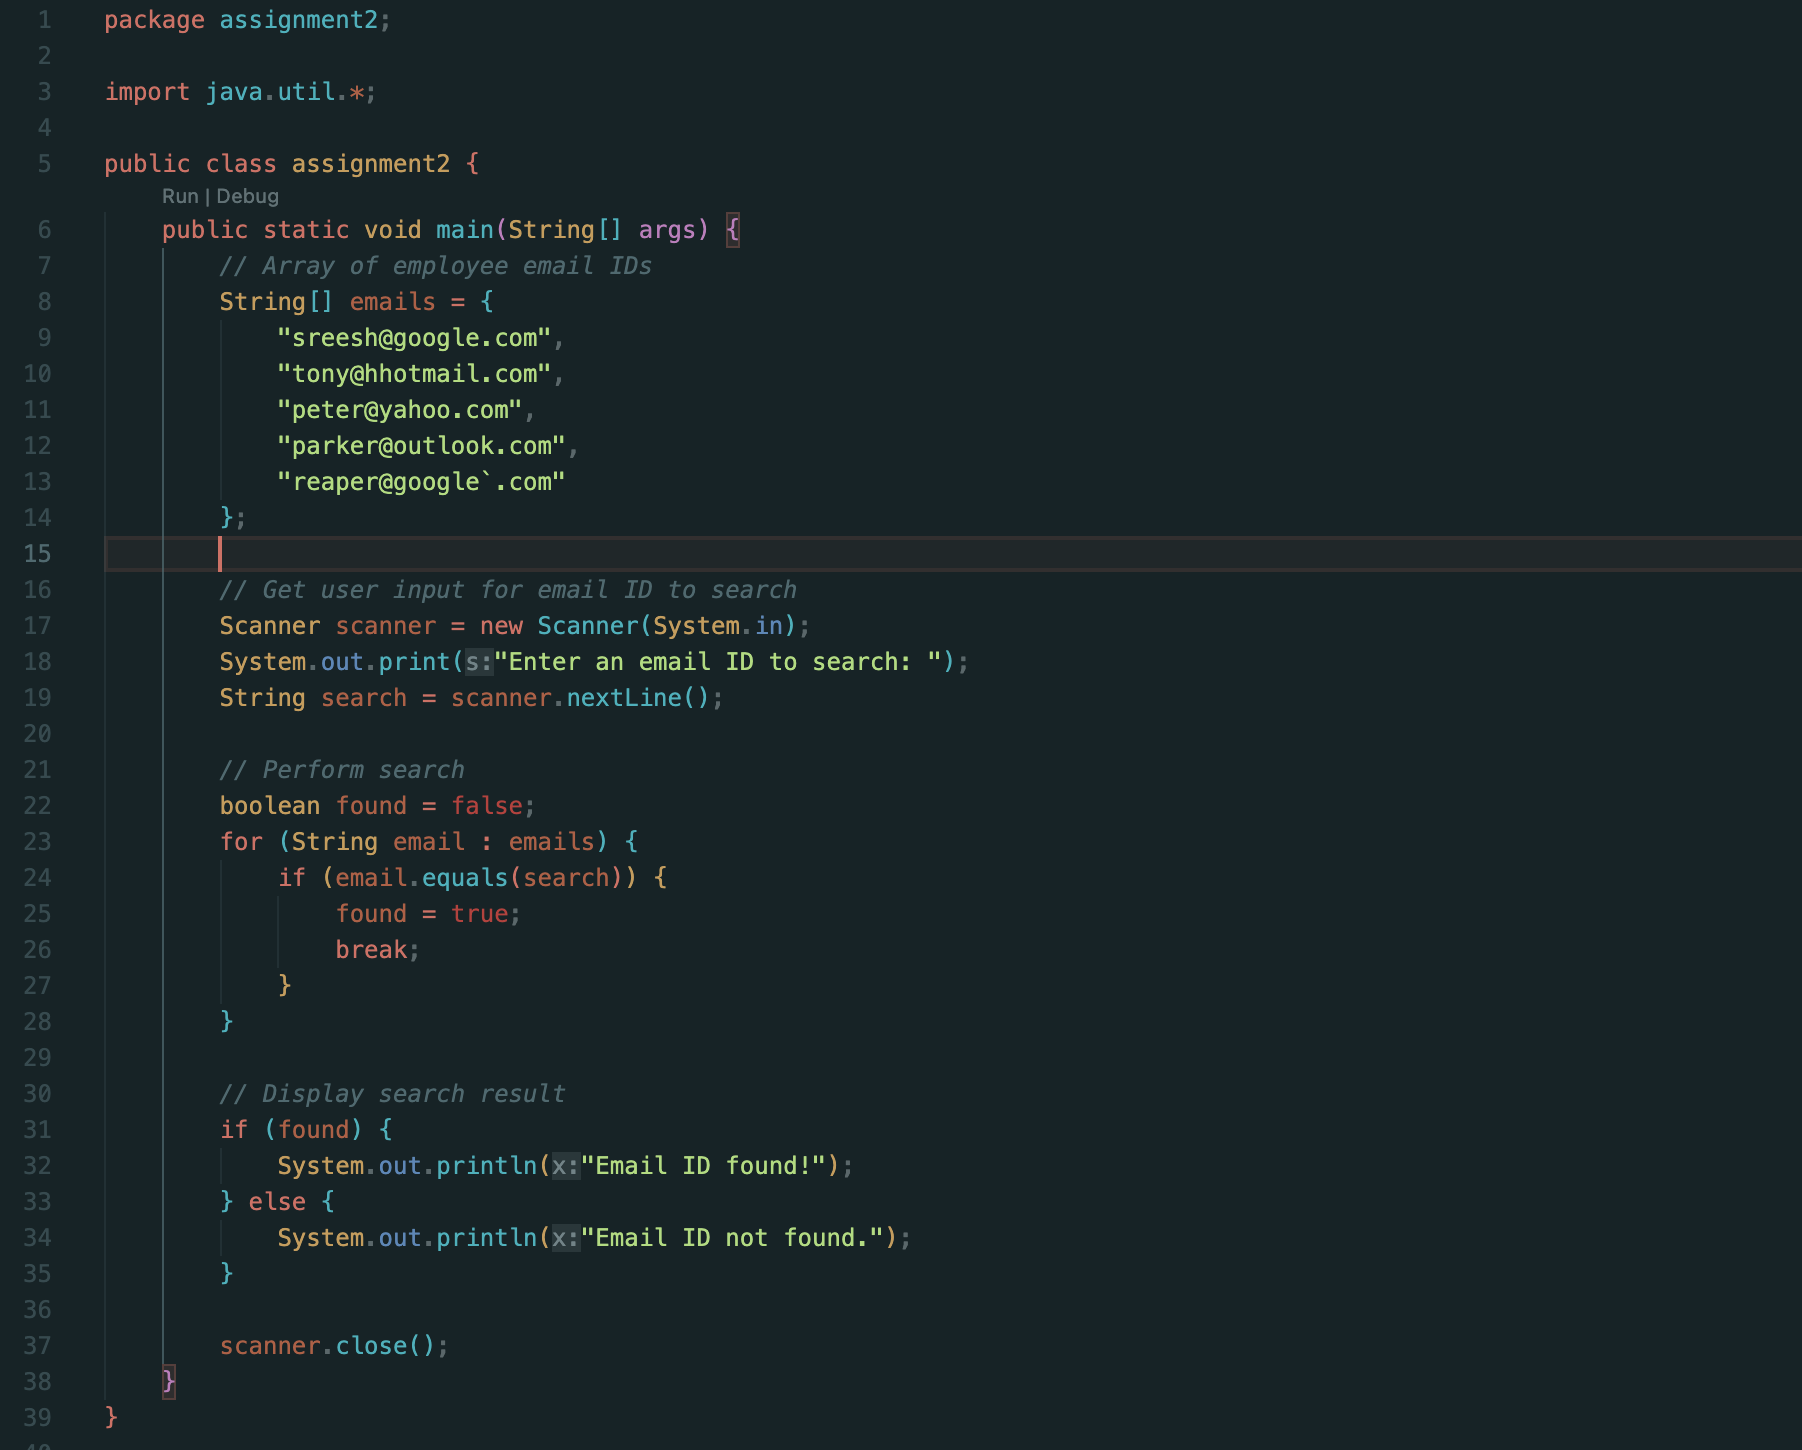 1 package assignment2;
2
3 import java.util.*;
4
5 public class assignment2 {
Run | Debug
6 public static void main(String[] args) {
7 // Array of employee email IDs
8 String[] emails = {
9 "sreesh@google.com",
10 "tony@hhotmail.com",
11 "peter@yahoo.com",
12 "parker@outlook.com",
13 "reaper@google`.com"
14 };
15
16 // Get user input for email ID to search
17 Scanner scanner = new Scanner(System.in);
18 System.out.print(s:"Enter an email ID to search: ");
19 String search = scanner.nextLine();
20
21 // Perform search
22 boolean found = false;
23 for (String email : emails) {
24 if (email.equals(search)) {
25 found = true;
26 break;
27 }
28 }
29
30 // Display search result
31 if (found) {
32 System.out.println(x:"Email ID found!");
33 } else {
34 System.out.println(x:"Email ID not found.");
35 }
36
37 scanner.close();
38 }
39 }
40